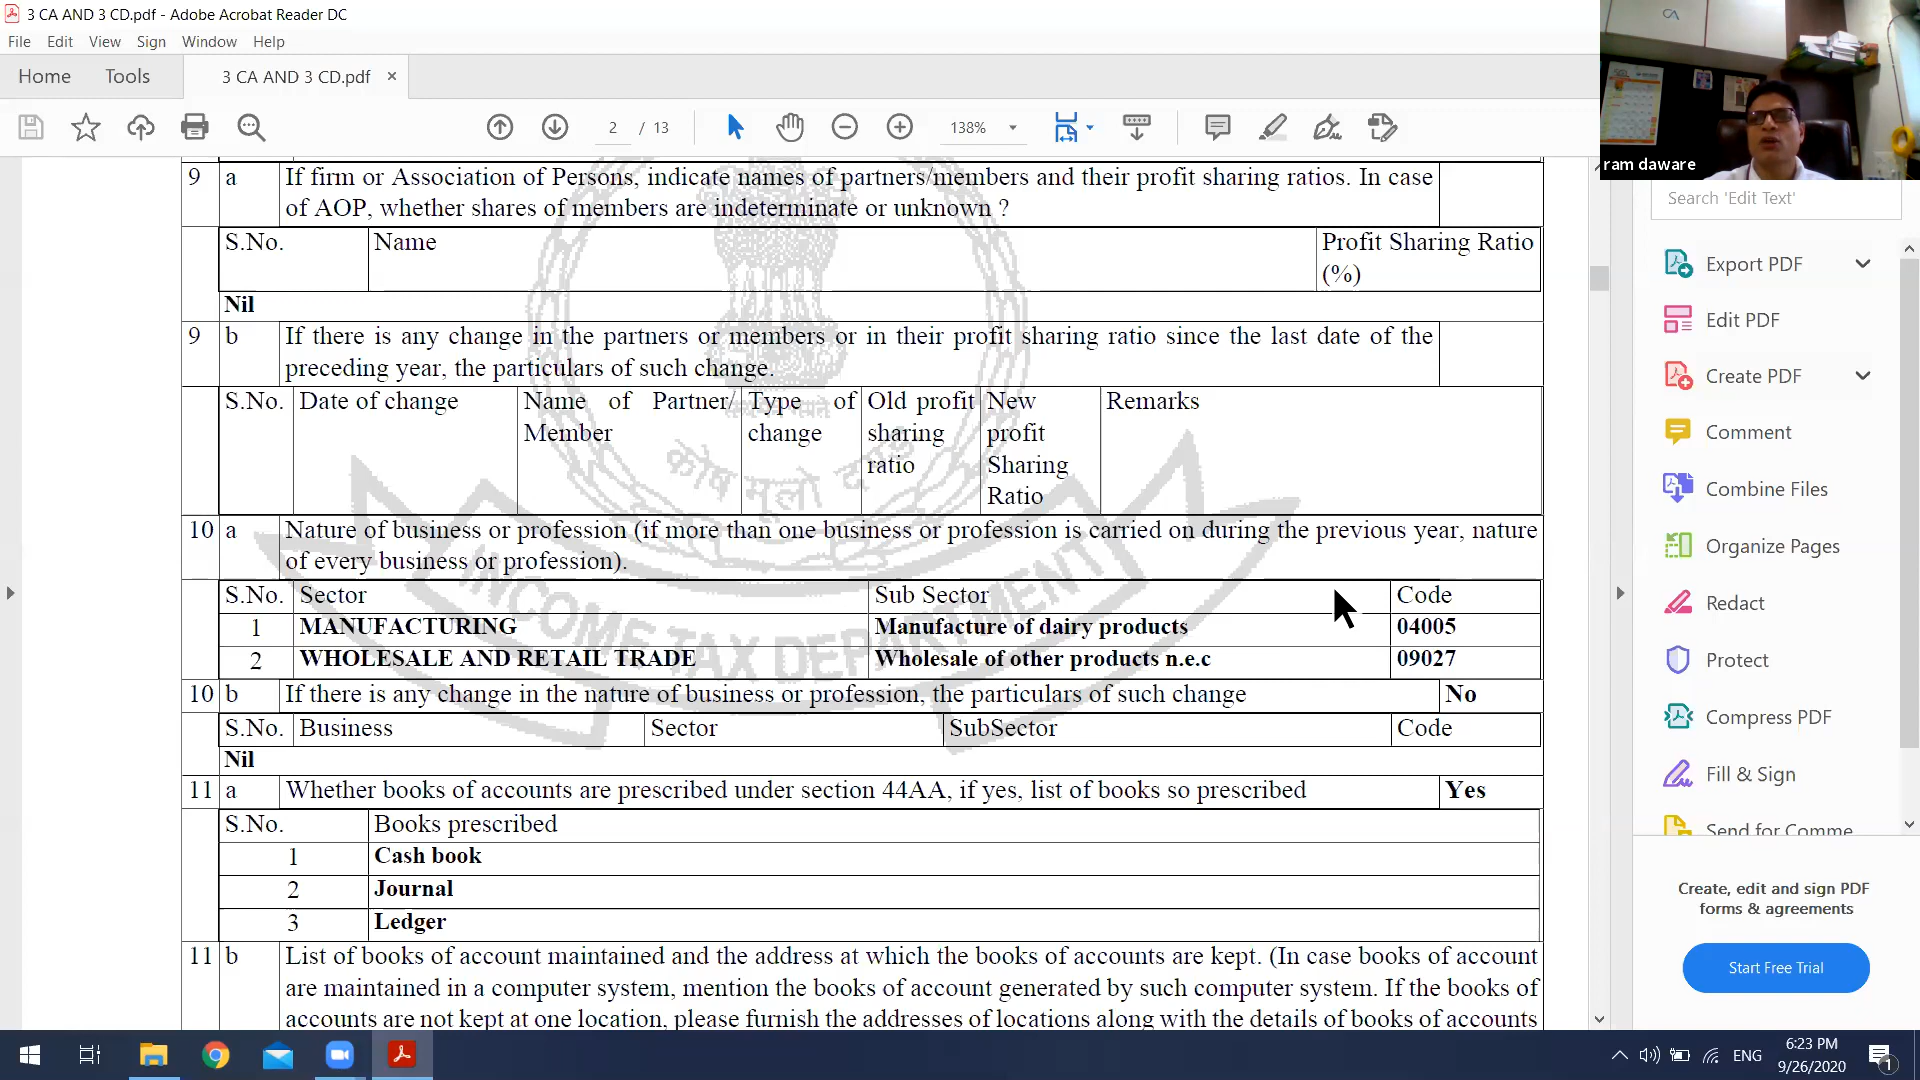 3 CA AND 3 CD.pdf - Adobe Acrobat Reader DC
File Edit View Sign Window Help
Home Tools 3 CA AND 3 CD.pdf ×
2 / 13 138%
ram daware
Search 'Edit Text'
9 a If firm or Association of Persons, indicate names of partners/members and their profit sharing ratios. In case
of AOP, whether shares of members are indeterminate or unknown ?
S.No. Name Profit Sharing Ratio
(%)
Nil
9 b If there is any change in the partners or members or in their profit sharing ratio since the last date of the
preceding year, the particulars of such change.
S.No. Date of change Name of Partner/ Type of Old profit New Remarks
Member change sharing profit
ratio Sharing
Ratio
10 a Nature of business or profession (if more than one business or profession is carried on during the previous year, nature
of every business or profession).
S.No. Sector Sub Sector Code
1 MANUFACTURING Manufacture of dairy products 04005
2 WHOLESALE AND RETAIL TRADE Wholesale of other products n.e.c 09027
10 b If there is any change in the nature of business or profession, the particulars of such change No
S.No. Business Sector SubSector Code
Nil
11 a Whether books of accounts are prescribed under section 44AA, if yes, list of books so prescribed Yes
S.No. Books prescribed
1 Cash book
2 Journal
3 Ledger
11 b List of books of account maintained and the address at which the books of accounts are kept. (In case books of account
are maintained in a computer system, mention the books of account generated by such computer system. If the books of
accounts are not kept at one location, please furnish the addresses of locations along with the details of books of accounts
INCOME TAX DEPARTMENT
Export PDF
Edit PDF
Create PDF
Comment
Combine Files
Organize Pages
Redact
Protect
Compress PDF
Fill & Sign
Send for Comme
Create, edit and sign PDF
forms & agreements
Start Free Trial
ENG
6:23 PM
9/26/2020
1